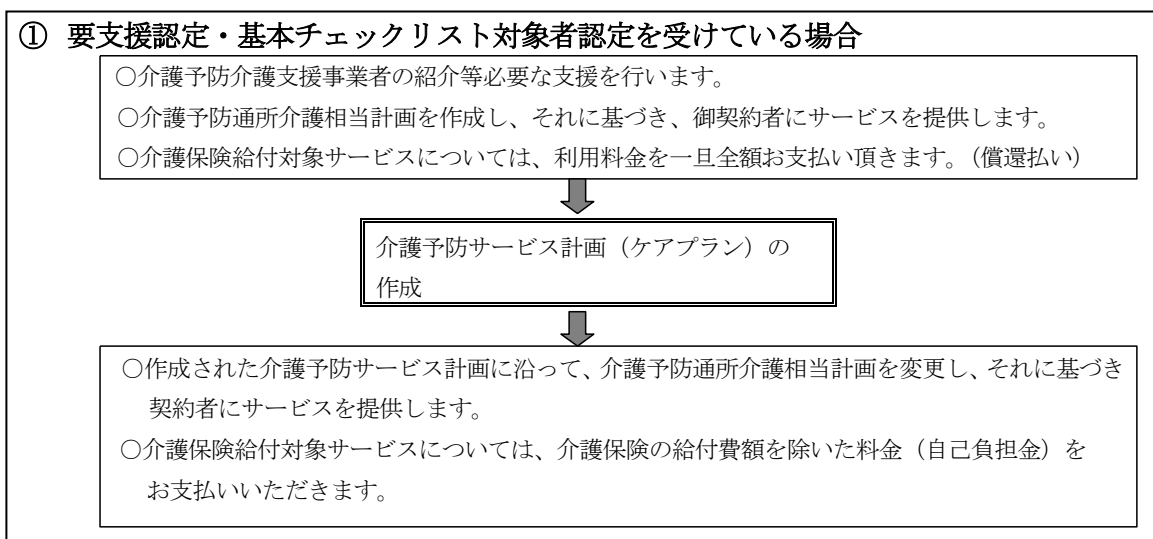 ① 要支援認定・基本チェックリスト対象者認定を受けている場合
○介護予防介護支援事業者の紹介等必要な支援を行います。
○介護予防通所介護相当計画を作成し、それに基づき、御契約者にサービスを提供します。
○介護保険給付対象サービスについては、利用料金を一旦全額お支払い頂きます。（償還払い）
介護予防サービス計画（ケアプラン）の
作成
○作成された介護予防サービス計画に沿って、介護予防通所介護相当計画を変更し、それに基づき
契約者にサービスを提供します。
○介護保険給付対象サービスについては、介護保険の給付費額を除いた料金（自己負担金）を
お支払いいただきます。